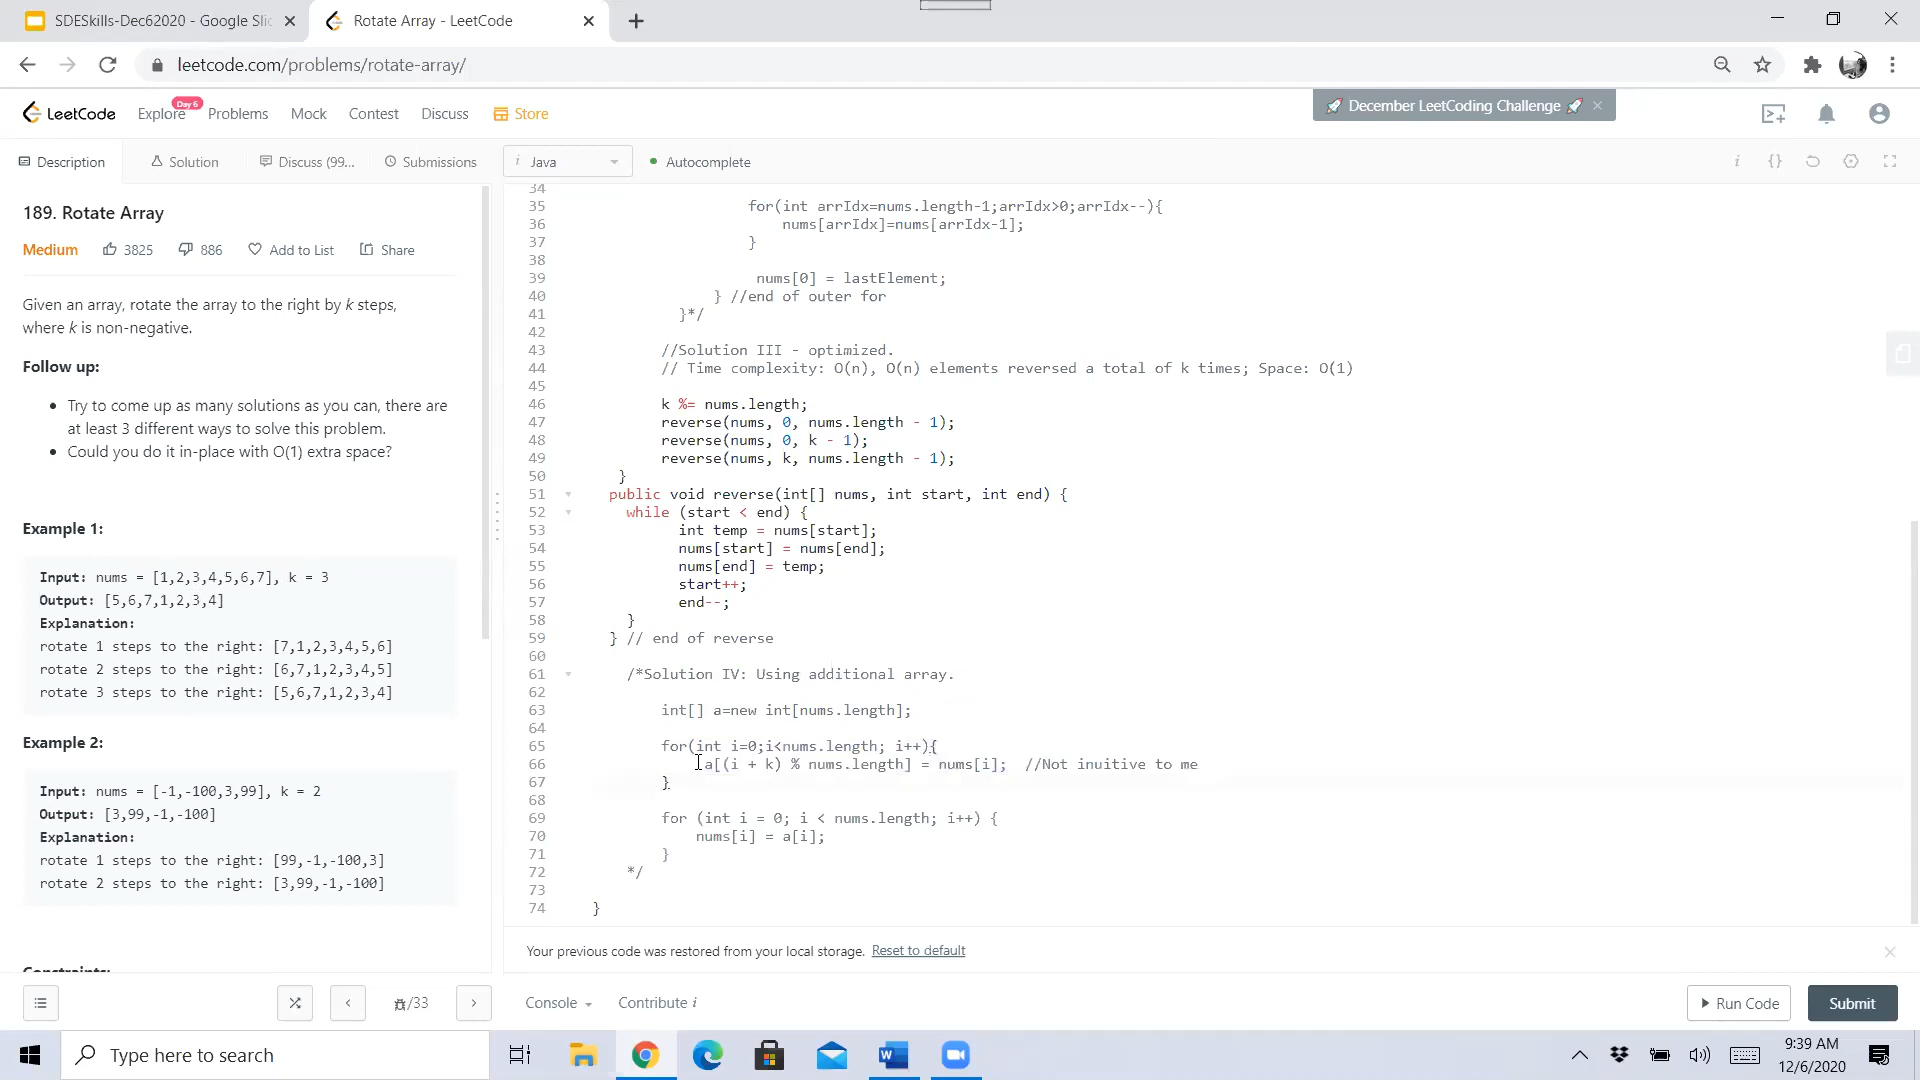 SDESkills-Dec62020 - Google Slic
Rotate Array - LeetCode
leetcode.com/problems/rotate-array/
LeetCode
Explore
Day 6
Problems
Mock
Contest
Discuss
Store
December LeetCoding Challenge
Description
Solution
Discuss (99...
Submissions
i Java
Autocomplete
189. Rotate Array
Medium
3825
886
Add to List
Share
Given an array, rotate the array to the right by k steps,
where k is non-negative.
Follow up:
• Try to come up as many solutions as you can, there are
at least 3 different ways to solve this problem.
• Could you do it in-place with O(1) extra space?
Example 1:
Input: nums = [1,2,3,4,5,6,7], k = 3
Output: [5,6,7,1,2,3,4]
Explanation:
rotate 1 steps to the right: [7,1,2,3,4,5,6]
rotate 2 steps to the right: [6,7,1,2,3,4,5]
rotate 3 steps to the right: [5,6,7,1,2,3,4]
Example 2:
Input: nums = [-1,-100,3,99], k = 2
Output: [3,99,-1,-100]
Explanation:
rotate 1 steps to the right: [99,-1,-100,3]
rotate 2 steps to the right: [3,99,-1,-100]
Constraints:
34
35 for(int arrIdx=nums.length-1;arrIdx>0;arrIdx--){
36 nums[arrIdx]=nums[arrIdx-1];
37 }
38
39 nums[0] = lastElement;
40 } //end of outer for
41 }*/
42
43 //Solution III - optimized.
44 // Time complexity: O(n), O(n) elements reversed a total of k times; Space: O(1)
45
46 k %= nums.length;
47 reverse(nums, 0, nums.length - 1);
48 reverse(nums, 0, k - 1);
49 reverse(nums, k, nums.length - 1);
50 }
51 public void reverse(int[] nums, int start, int end) {
52 while (start < end) {
53 int temp = nums[start];
54 nums[start] = nums[end];
55 nums[end] = temp;
56 start++;
57 end--;
58 }
59 } // end of reverse
60
61 /*Solution IV: Using additional array.
62
63 int[] a=new int[nums.length];
64
65 for(int i=0;i<nums.length; i++){
66 a[(i + k) % nums.length] = nums[i]; //Not inuitive to me
67 }
68
69 for (int i = 0; i < nums.length; i++) {
70 nums[i] = a[i];
71 }
72 */
73
74 }
Your previous code was restored from your local storage. Reset to default
/33
Console
Contribute i
Run Code
Submit
Type here to search
9:39 AM
12/6/2020